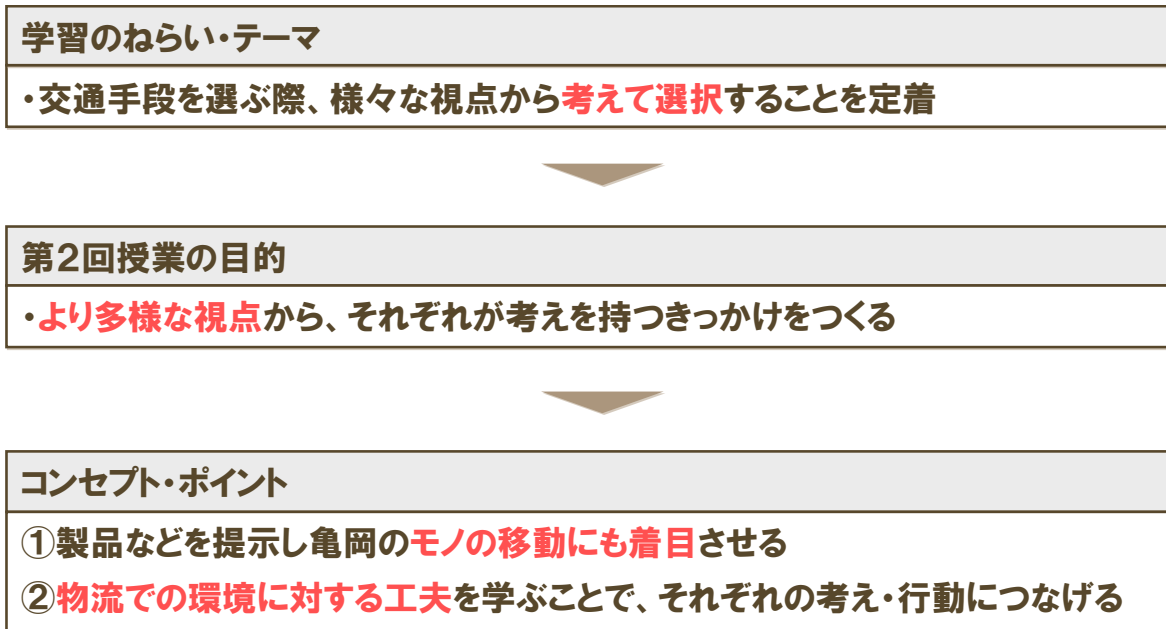 学習のねらい・テーマ
・交通手段を選ぶ際、様々な視点から考えて選択することを定着
第2回授業の目的
・より多様な視点から、それぞれが考えを持つきっかけをつくる
コンセプト・ポイント
①製品などを提示し亀岡のモノの移動にも着目させる
②物流での環境に対する工夫を学ぶことで、それぞれの考え・行動につなげる